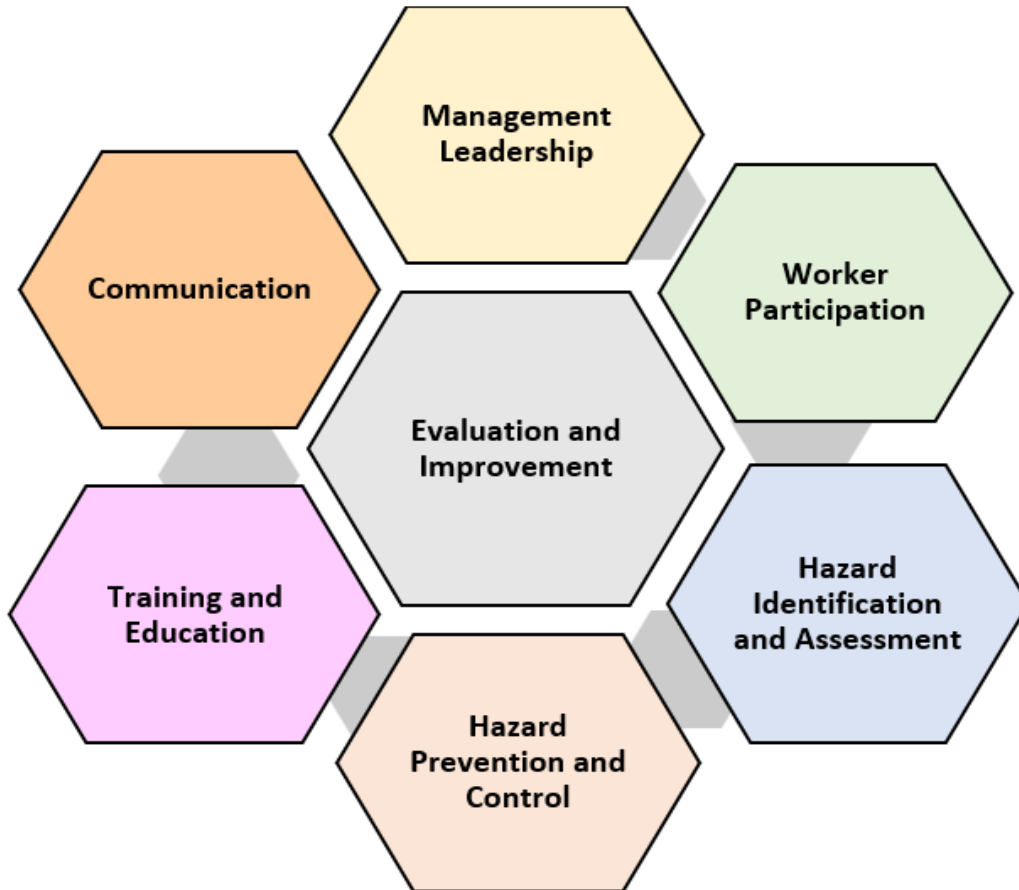 Management
Leadership
Worker
Participation
Hazard
Identification
and Assessment
Hazard
Prevention and
Control
Training and
Education
Communication
Evaluation and
Improvement